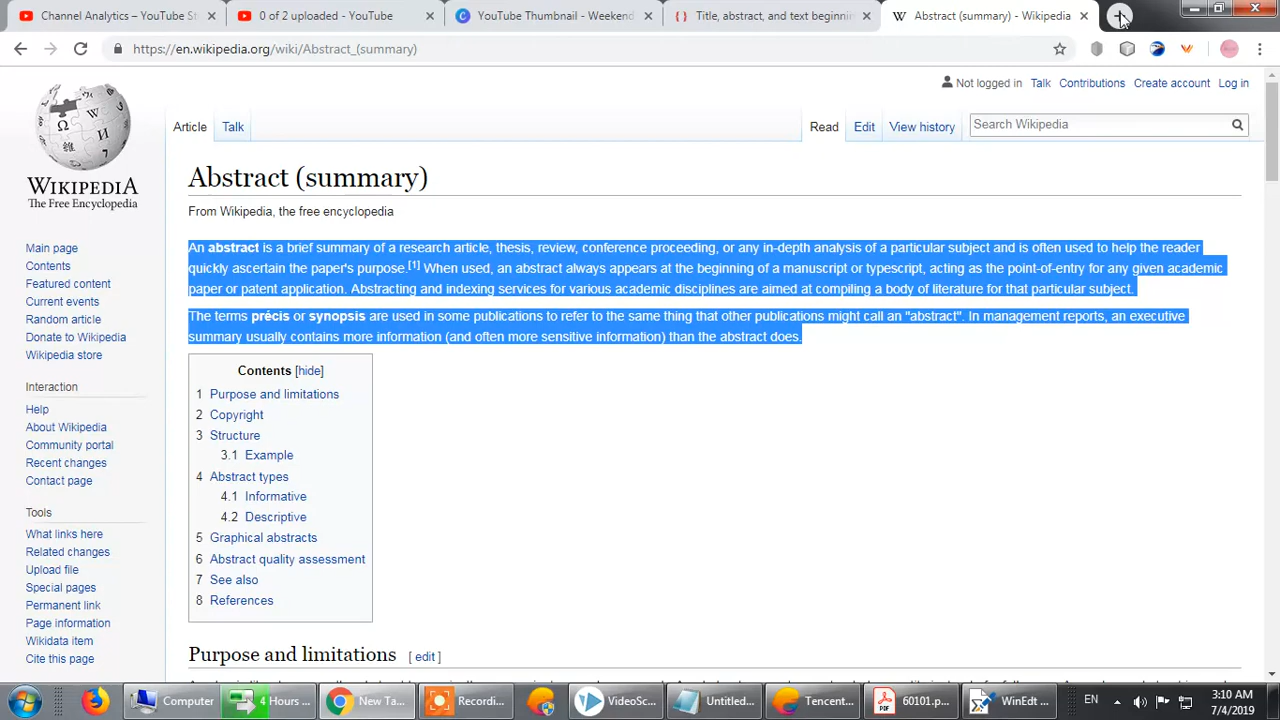 Channel Analytics – YouTube St
0 of 2 uploaded - YouTube
YouTube Thumbnail - Weekend
Title, abstract, and text beginnin
Abstract (summary) - Wikipedia
https://en.wikipedia.org/wiki/Abstract_(summary)
Not logged in Talk Contributions Create account Log in
Article Talk Read Edit View history Search Wikipedia
WIKIPEDIA
The Free Encyclopedia
Main page
Contents
Featured content
Current events
Random article
Donate to Wikipedia
Wikipedia store
Interaction
Help
About Wikipedia
Community portal
Recent changes
Contact page
Tools
What links here
Related changes
Upload file
Special pages
Permanent link
Page information
Wikidata item
Cite this page
Abstract (summary)
From Wikipedia, the free encyclopedia
An abstract is a brief summary of a research article, thesis, review, conference proceeding, or any in-depth analysis of a particular subject and is often used to help the reader
quickly ascertain the paper's purpose.[1] When used, an abstract always appears at the beginning of a manuscript or typescript, acting as the point-of-entry for any given academic
paper or patent application. Abstracting and indexing services for various academic disciplines are aimed at compiling a body of literature for that particular subject.
The terms précis or synopsis are used in some publications to refer to the same thing that other publications might call an "abstract". In management reports, an executive
summary usually contains more information (and often more sensitive information) than the abstract does.
Contents [hide]
1 Purpose and limitations
2 Copyright
3 Structure
3.1 Example
4 Abstract types
4.1 Informative
4.2 Descriptive
5 Graphical abstracts
6 Abstract quality assessment
7 See also
8 References
Purpose and limitations [ edit ]
Computer
4 Hours ...
New Ta...
Recordi...
VideoSc...
Untitled...
Tencent...
60101.p...
WinEdt ...
EN
3:10 AM
7/4/2019